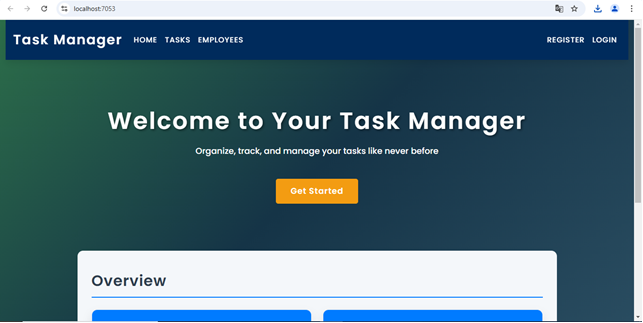 localhost:7053
Task Manager HOME TASKS EMPLOYEES REGISTER LOGIN
Welcome to Your Task Manager
Organize, track, and manage your tasks like never before
Get Started
Overview